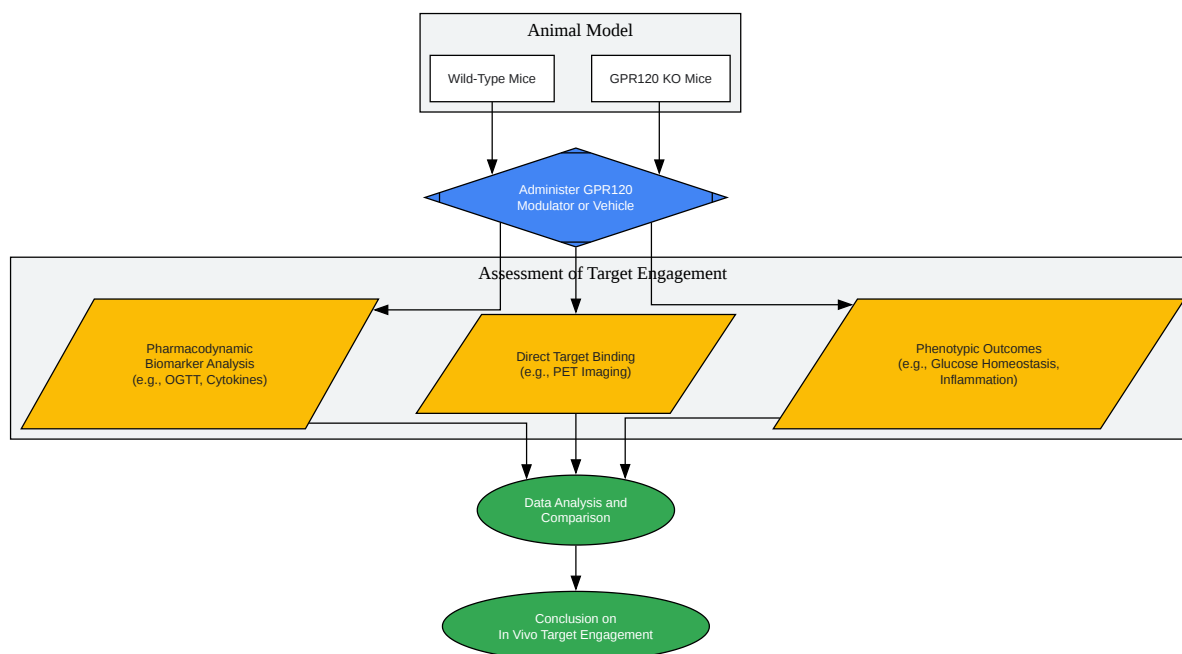 Animal Model
Wild-Type Mice
GPR120 KO Mice
Administer GPR120
Modulator or Vehicle
Assessment of Target Engagement
Pharmacodynamic
Biomarker Analysis
(e.g., OGTT, Cytokines)
Direct Target Binding
(e.g., PET Imaging)
Phenotypic Outcomes
(e.g., Glucose Homeostasis,
Inflammation)
Data Analysis and
Comparison
Conclusion on
In Vivo Target Engagement